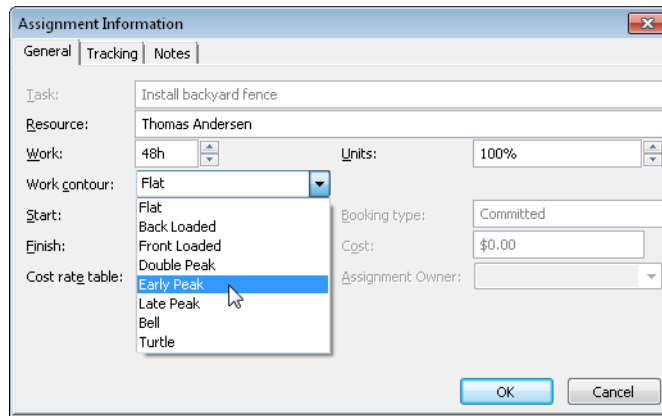 Assignment Information
General Tracking Notes
Task: Install backyard fence
Resource: Thomas Andersen
Work: 48h Units: 100%
Work contour: Flat
Flat
Start: Booking type: Committed
Back Loaded
Finish: Front Loaded Cost: $0.00
Double Peak
Cost rate table: Early Peak Assignment Owner:
Late Peak
Bell
Turtle
OK Cancel